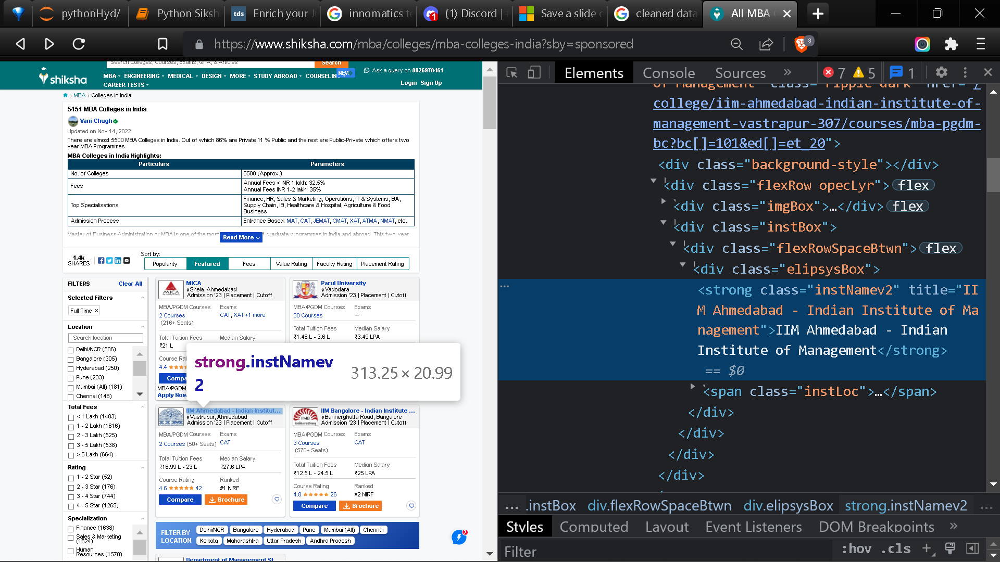 pythonHyd/
Python Siksh
tds Enrich your J
innomatics te
(1) Discord | #
Save a slide o
cleaned data
All MBA
https://www.shiksha.com/mba/colleges/mba-colleges-india?sby=sponsored
8
Search Colleges, Courses, Exams, QnA, & Articles
Search
shiksha
MBA ENGINEERING MEDICAL DESIGN MORE STUDY ABROAD COUNSELING
NEW
CAREER TESTS
Ask a query on 8826978461
Login Sign Up
MBA > Colleges in India
5454 MBA Colleges in India
Vani Chugh
Updated on Nov 14, 2022
There are almost 5500 MBA Colleges in India. Out of which 86% are Private 11 % Public and the rest are Public-Private which offers two
year MBA Programmes.
MBA Colleges in India Highlights:
Particulars Parameters
No. of Colleges 5500 (Approx.)
Fees
Annual Fees < INR 1 lakh: 32.5%
Annual Fees INR 1-2 lakh: 35%
Top Specialisations
Finance, HR, Sales & Marketing, Operations, IT & Systems, BA,
Supply Chain, IB, Healthcare & Hospital, Agriculture & Food
Business
Admission Process Entrance Based: MAT, CAT, JEMAT, CMAT, XAT, ATMA, NMAT, etc.
Master of Business Administration or MBA is one of the most t-graduate programmes in India and abroad. This two-year
Read More
1.4k
SHARES
Sort by:
Popularity Featured Fees Value Rating Faculty Rating Placement Rating
FILTERS Clear All
Selected Filters
Full Time ×
Location
Search location
Delhi/NCR (506)
Bangalore (305)
Hyderabad (250)
Pune (233)
Mumbai (All) (181)
Chennai (148)
Total Fees
< 1 Lakh (1483)
1 - 2 Lakh (1616)
2 - 3 Lakh (525)
3 - 5 Lakh (538)
> 5 Lakh (664)
Rating
1 - 2 Star (52)
2 - 3 Star (176)
3 - 4 Star (744)
4 - 5 Star (1265)
Specialization
Finance (1638)
Sales & Marketing
(1624)
Human
Resources (1570)
MICA
MICA
Shela, Ahmedabad
Admission '23 | Placement | Cutoff
MBA/PGDM Courses Exams
2 Courses CAT, XAT +1 more
(216+ Seats)
Total Tuition Fees Median Salary
₹21 L
Course Rat
4.4
Compa
MBA/PGDM
Apply Now
Parul University
Vadodara
Admission '23 | Placement | Cutoff
MBA/PGDM Courses Exams
30 Courses –
Total Tuition Fees Median Salary
₹1.48 L - 3.6 L ₹3.49 LPA
strong.instNamev
2
313.25 × 20.99
IIM Ahmedabad - Indian Institut...
Vastrapur, Ahmedabad
Admission '23 | Placement | Cutoff
MBA/PGDM Courses Exams
2 Courses (50+ Seats) CAT
Total Tuition Fees Median Salary
₹16.99 L - 23 L ₹27.6 LPA
Course Rating Ranked
4.6 42 #1 NIRF
Compare Brochure
IIMB
IIM Bangalore - Indian Institute ...
Bannerghatta Road, Bangalore
Admission '23 | Placement | Cutoff
MBA/PGDM Courses Exams
3 Courses CAT
(570+ Seats)
Total Tuition Fees Median Salary
₹12.5 L - 24.5 L ₹25 LPA
Course Rating Ranked
4.8 26 #2 NIRF
Compare Brochure
FILTER BY
LOCATION
Delhi/NCR Bangalore Hyderabad Pune Mumbai (All) Chennai
Kolkata Maharashtra Uttar Pradesh Andhra Pradesh
2
Department of Management St...
Elements Console Sources » 7 5 1
of Management" class="ripple dark" href="/
college/iim-ahmedabad-indian-institute-of-
management-vastrapur-307/courses/mba-pgdm-
bc?bc[]=101&ed[]=et_20">
<div class="background-style"></div>
<div class="flexRow opecLyr"> flex
<div class="imgBox">…</div> flex
<div class="instBox">
<div class="flexRowSpaceBtwn"> flex
<div class="elipsysBox">
<strong class="instNamev2" title="II
M Ahmedabad - Indian Institute of Ma
nagement">IIM Ahmedabad - Indian
Institute of Management</strong>
== $0
<span class="instLoc">…</span>
</div>
</div>
</div>
</div>
... .instBox div.flexRowSpaceBtwn div.elipsysBox strong.instNamev2 ...
Styles Computed Layout Event Listeners DOM Breakpoints »
Filter :hov .cls +